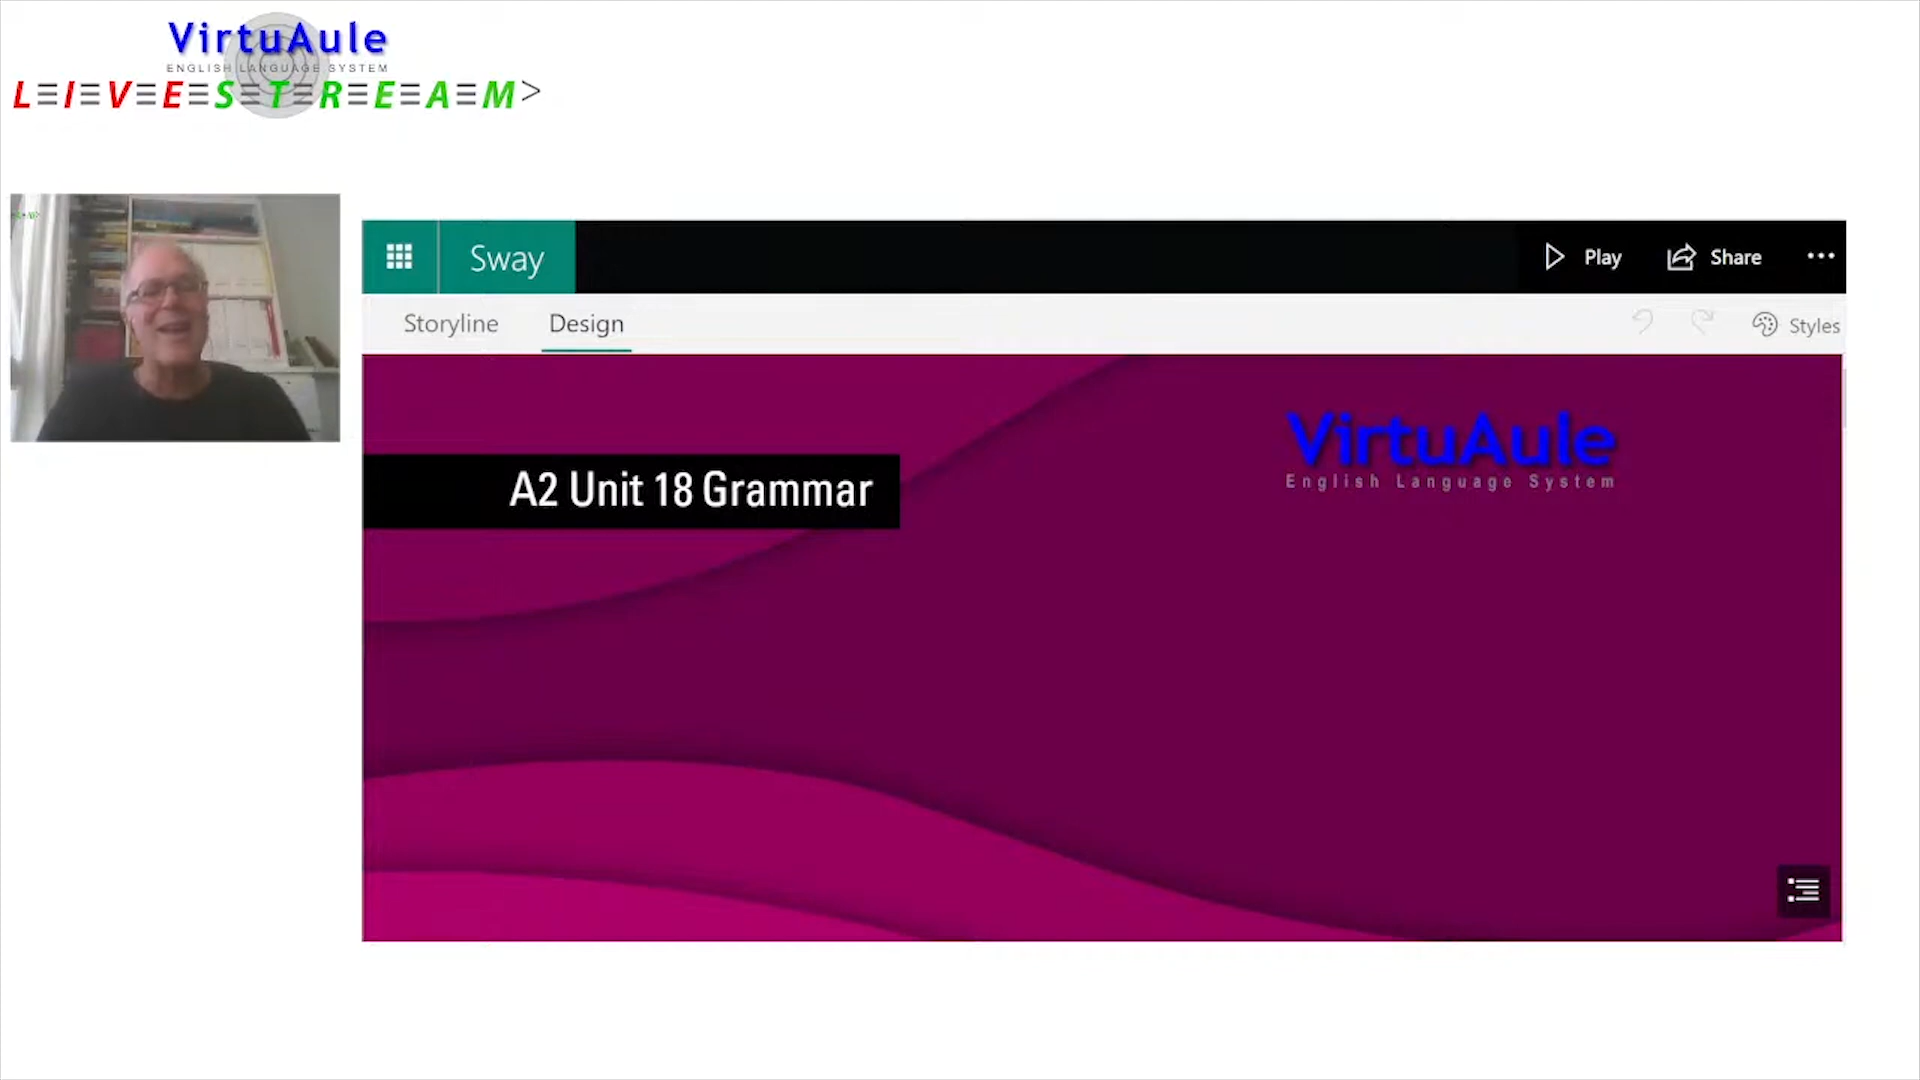 VirtuAule
ENGLISH LANGUAGE SYSTEM
L≡I≡V≡E≡S≡T≡R≡E≡A≡M>
Sway
Play
Share
Storyline
Design
Styles
VirtuAule
English Language System
A2 Unit 18 Grammar